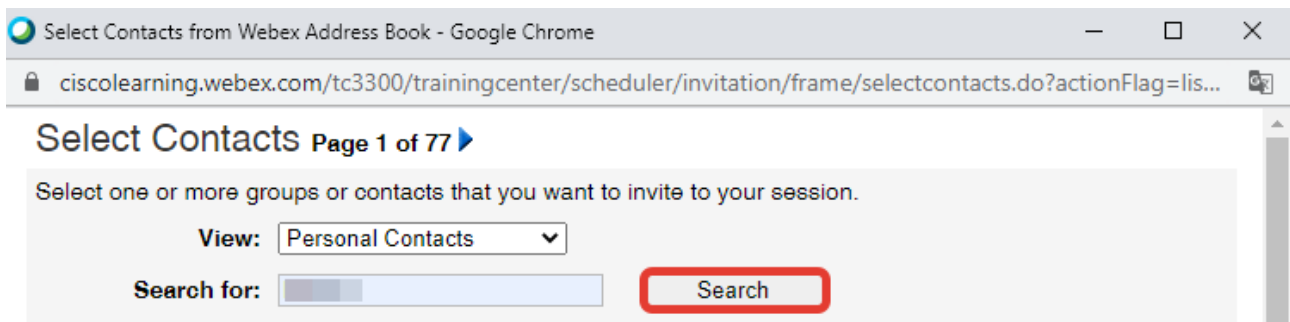 Select Contacts from Webex Address Book - Google Chrome
ciscolearning.webex.com/tc3300/trainingcenter/scheduler/invitation/frame/selectcontacts.do?actionFlag=lis...
Select Contacts Page 1 of 77
Select one or more groups or contacts that you want to invite to your session.
View: Personal Contacts
Search for: Search